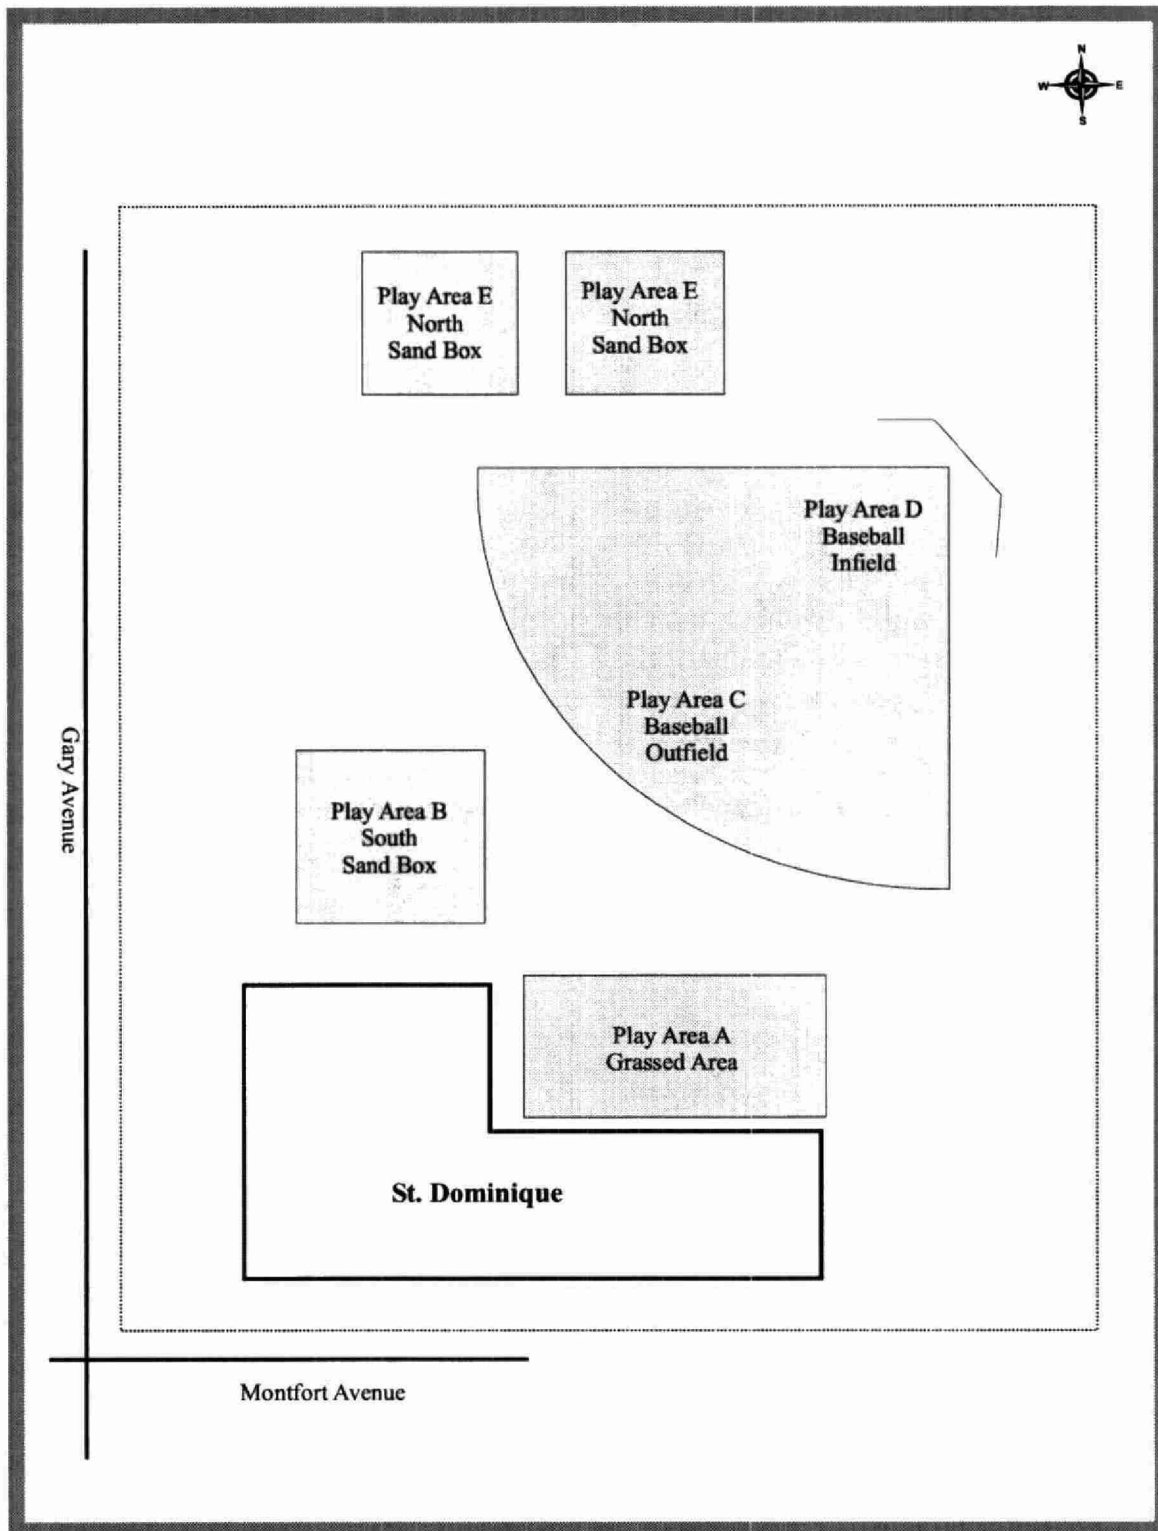 N
W E
S
Play Area E
North
Sand Box
Play Area E
North
Sand Box
Play Area D
Baseball
Infield
Play Area C
Baseball
Outfield
Gary Avenue
Play Area B
South
Sand Box
Play Area A
Grassed Area
St. Dominique
Montfort Avenue